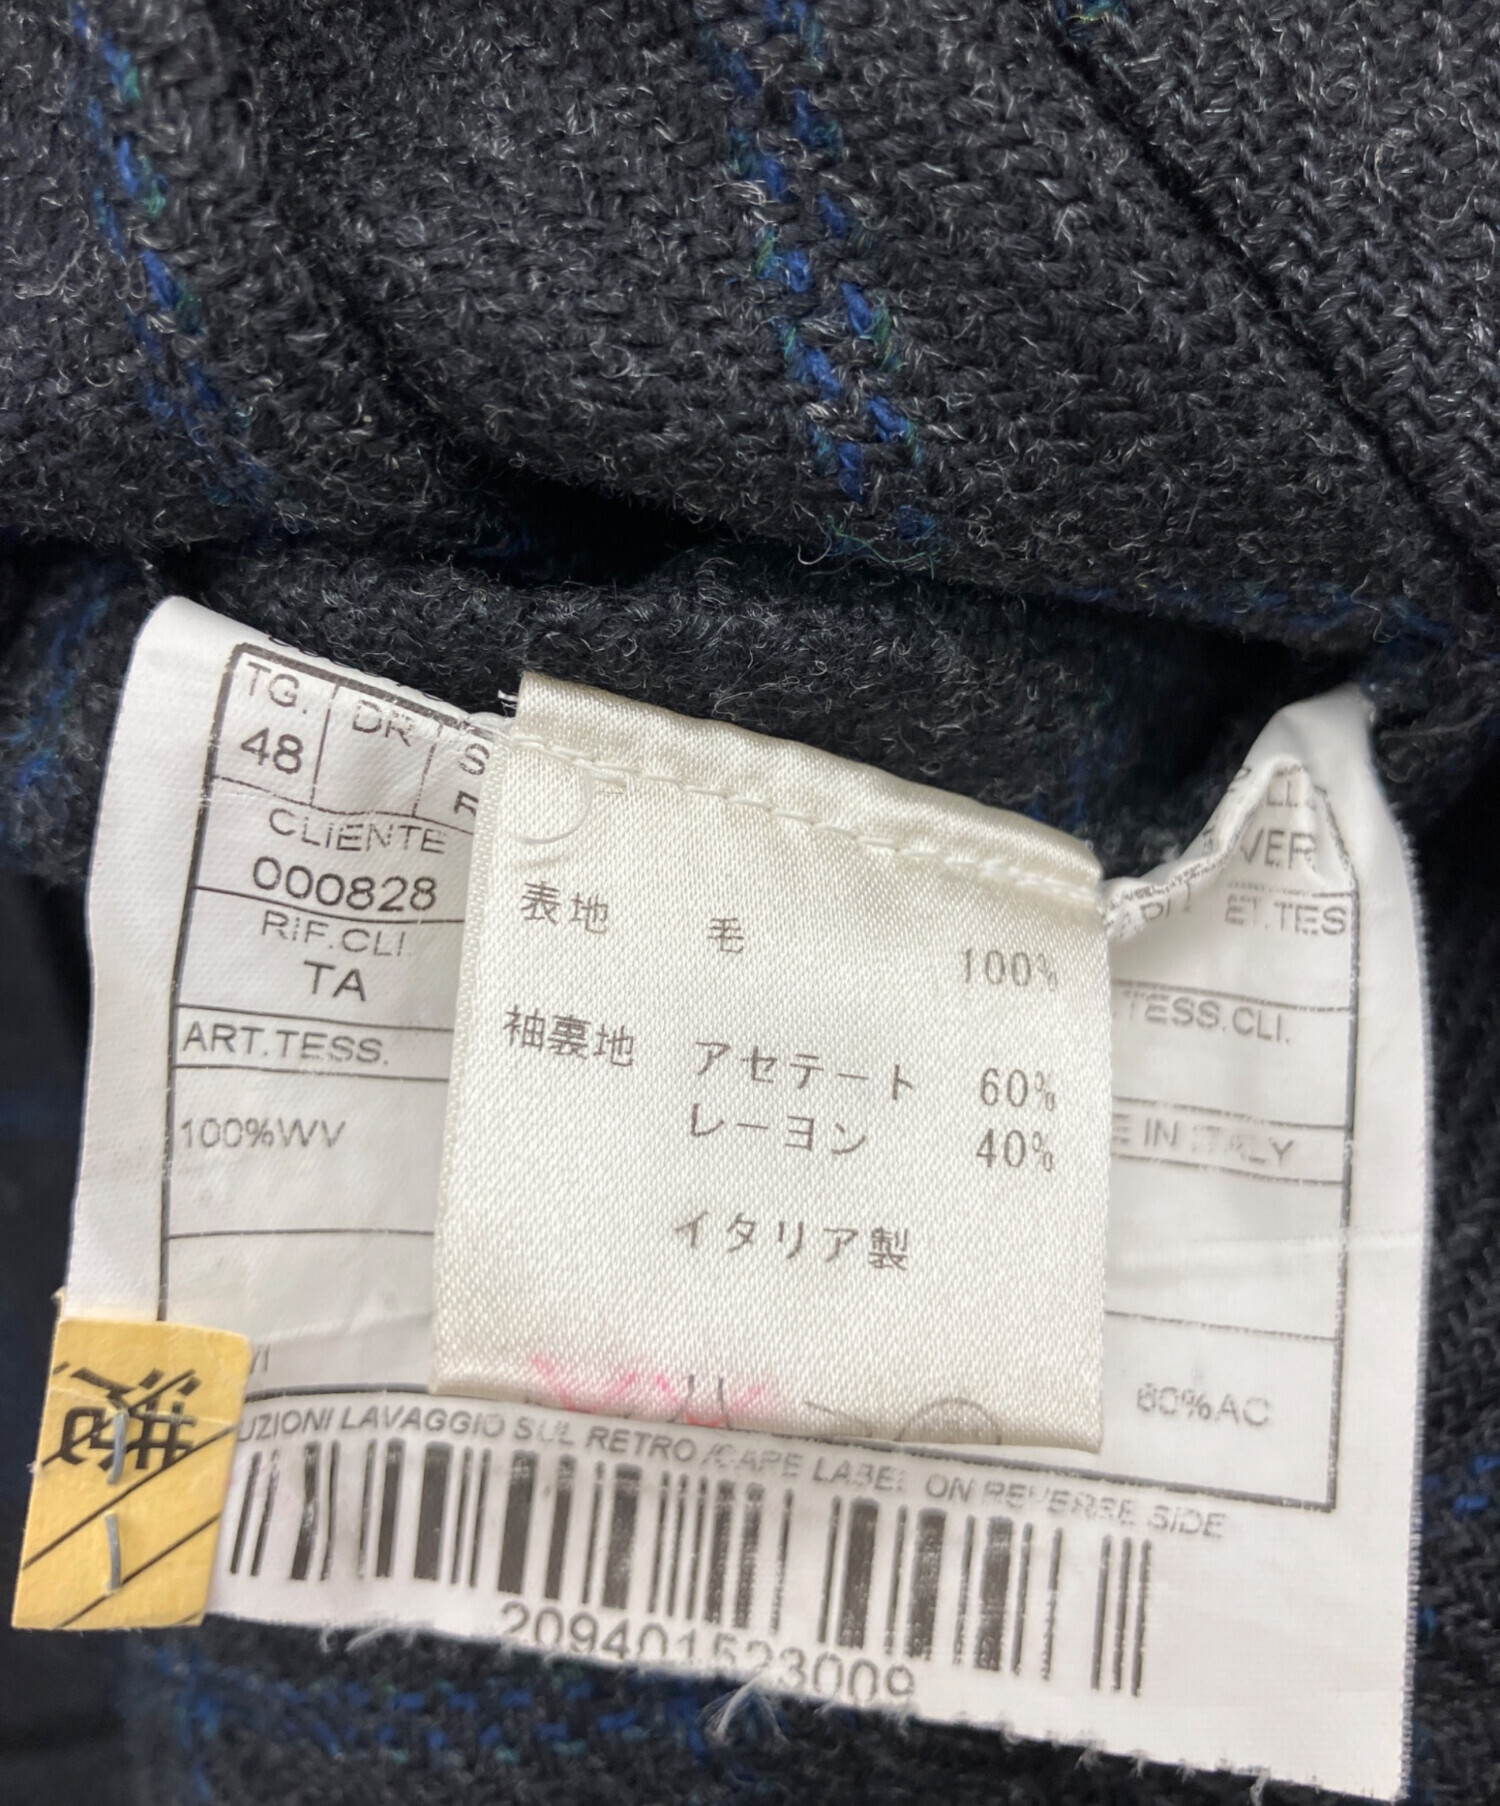 TG.
48
DR
CLIENTE
000828
RIF.CLI.
TA
ART.TESS.
100%WV
表地 毛 100%
袖裏地 アセテート 60%
レーヨン 40%
イタリア製
VER
ET.TES
TESS.CLI.
E IN ITALY
60%AC
UZIONI LAVAGGIO SUL RETRO /CAPE LABEL ON REVERSE SIDE
209401523009